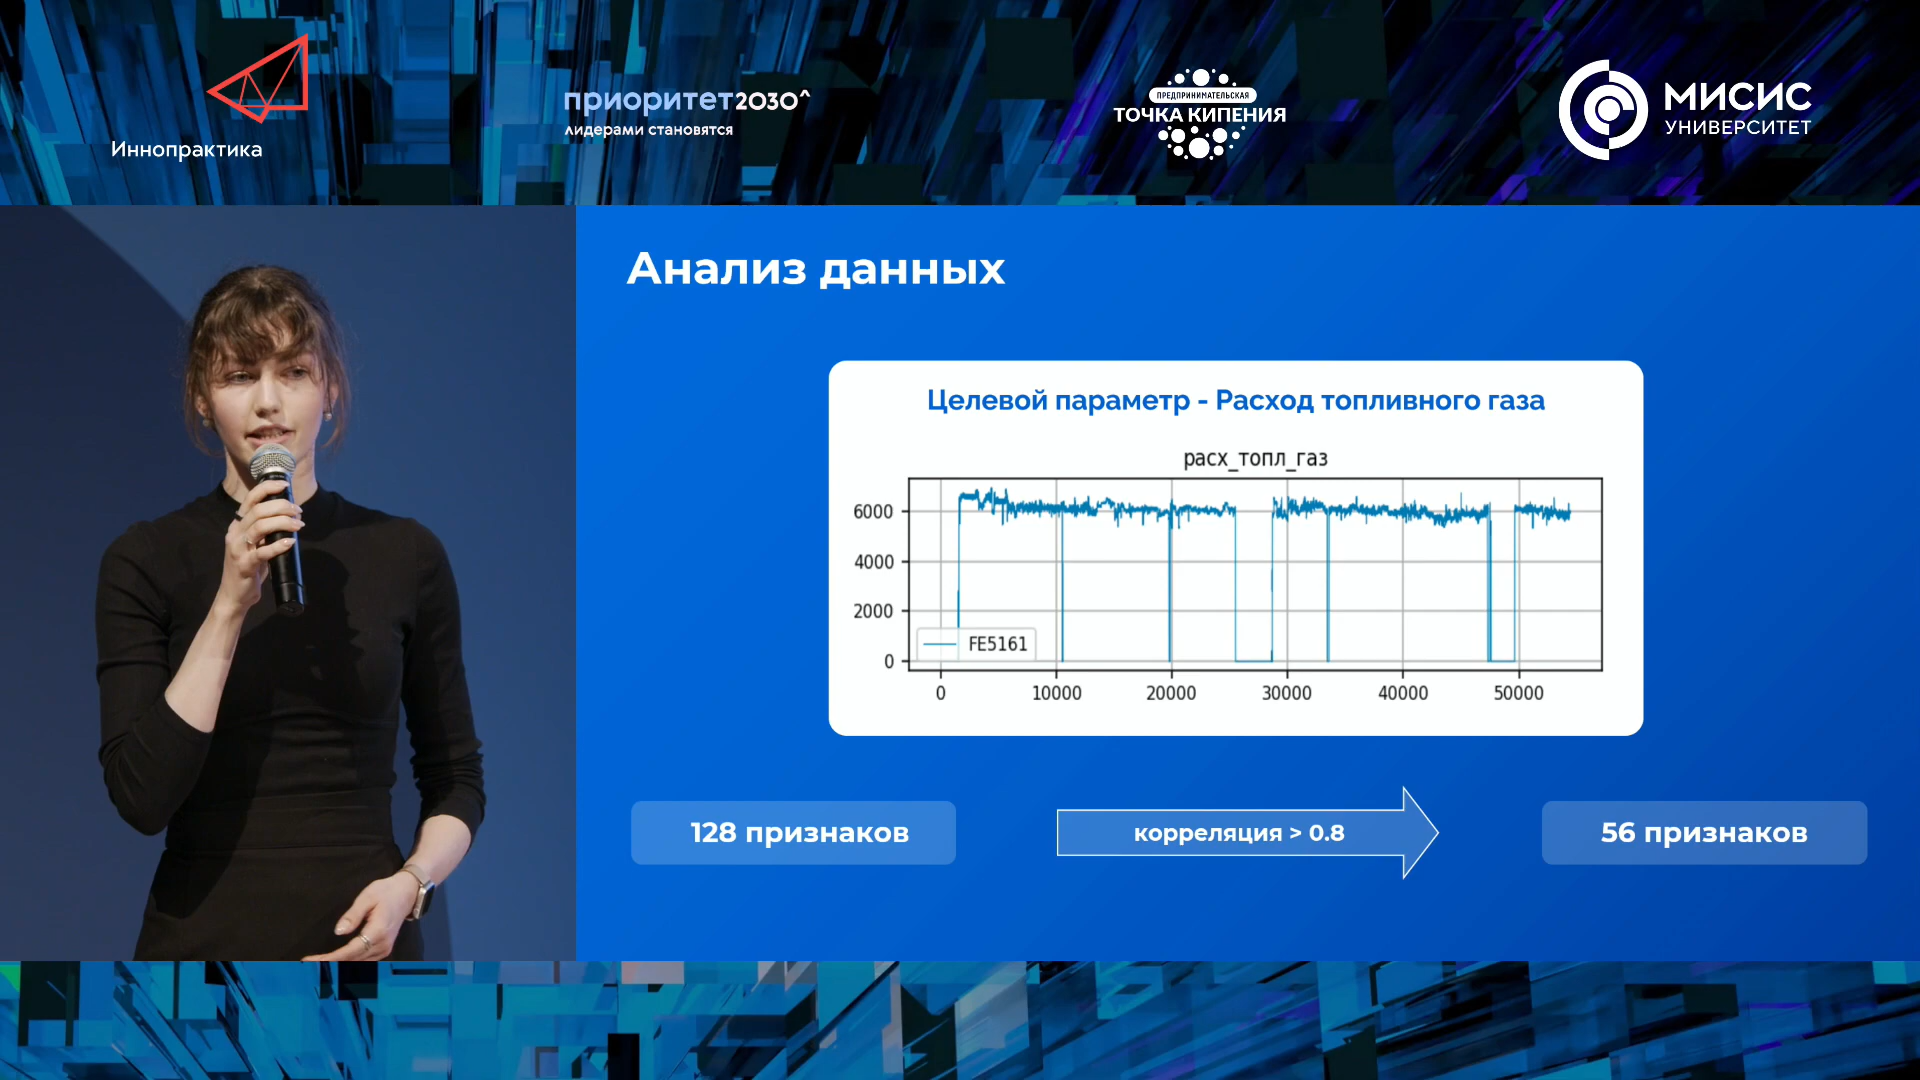 Иннопрактика
приоритет2030^
лидерами становятся
ПРЕДПРИНИМАТЕЛЬСКАЯ
ТОЧКА КИПЕНИЯ
МИСИС
УНИВЕРСИТЕТ
Анализ данных
Целевой параметр - Расход топливного газа
расх_топл_газ
6000
4000
2000
0
FE5161
0 10000 20000 30000 40000 50000
128 признаков
корреляция > 0.8
56 признаков